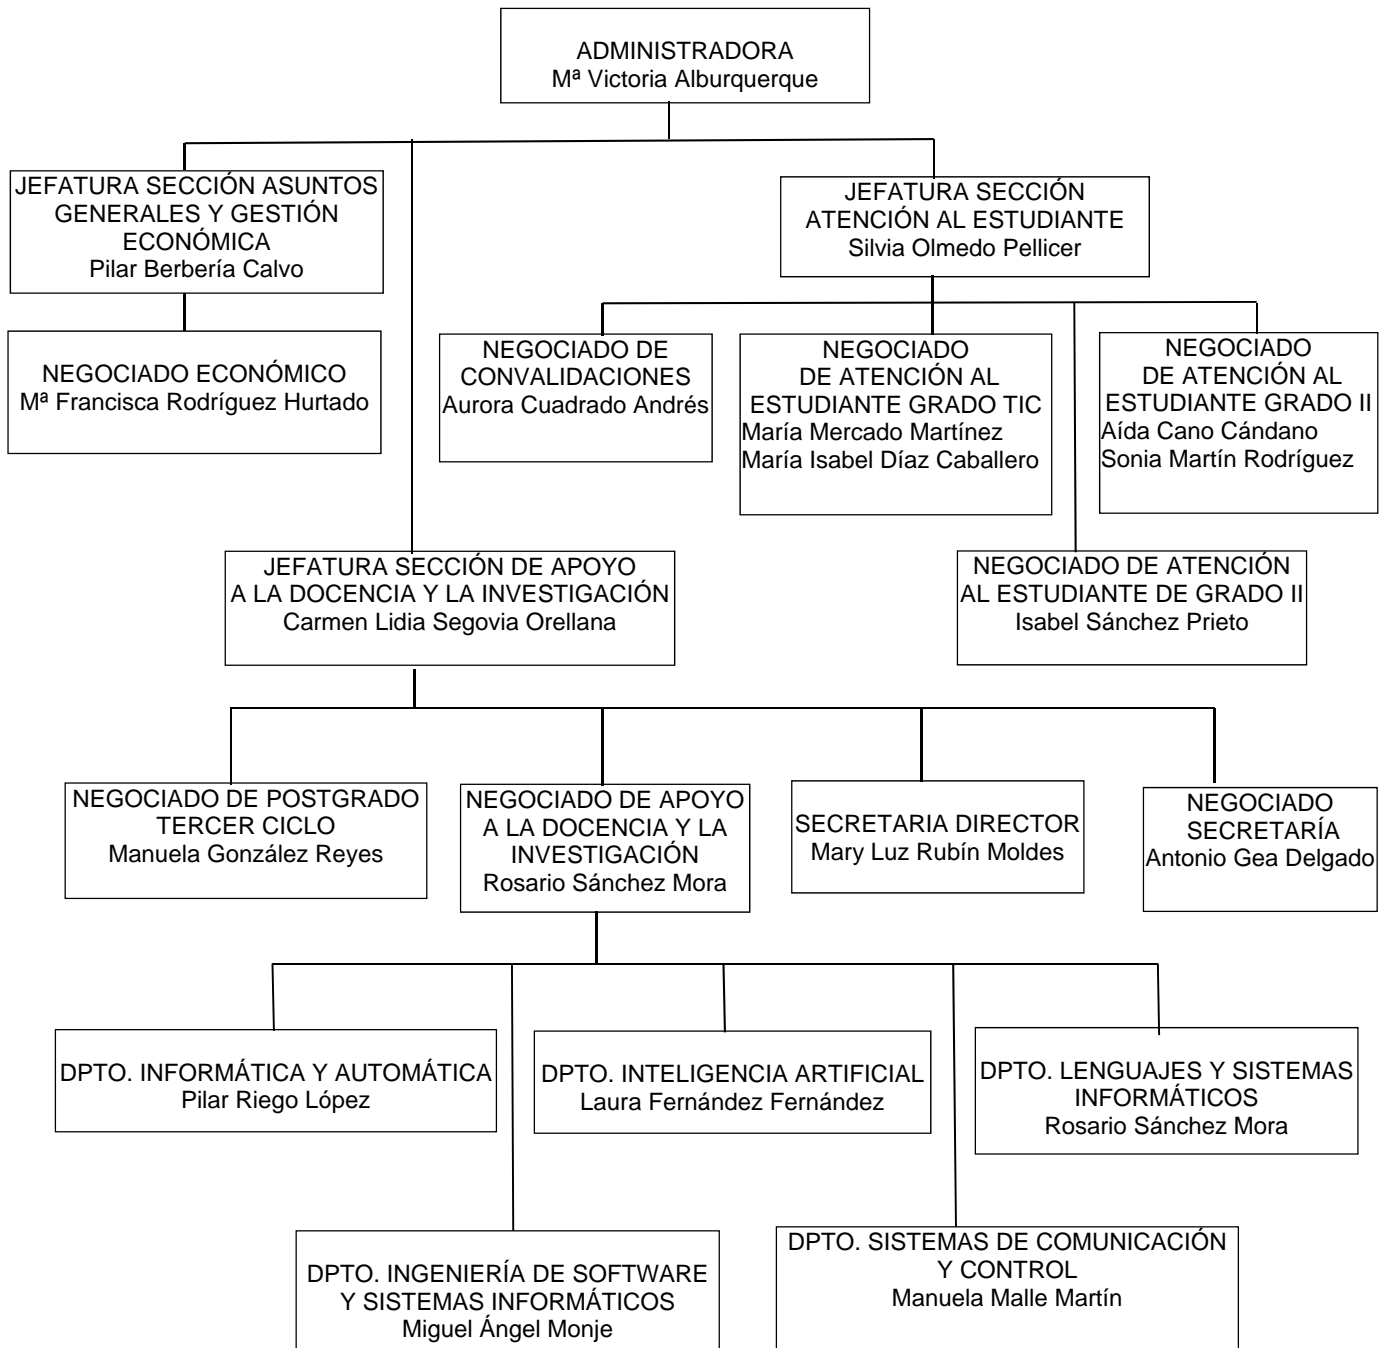 ADMINISTRADORA
Mª Victoria Alburquerque
JEFATURA SECCIÓN ASUNTOS
GENERALES Y GESTIÓN
ECONÓMICA
Pilar Berbería Calvo
JEFATURA SECCIÓN
ATENCIÓN AL ESTUDIANTE
Silvia Olmedo Pellicer
NEGOCIADO ECONÓMICO
Mª Francisca Rodríguez Hurtado
NEGOCIADO DE
CONVALIDACIONES
Aurora Cuadrado Andrés
NEGOCIADO
DE ATENCIÓN AL
ESTUDIANTE GRADO TIC
María Mercado Martínez
María Isabel Díaz Caballero
NEGOCIADO
DE ATENCIÓN AL
ESTUDIANTE GRADO II
Aída Cano Cándano
Sonia Martín Rodríguez
JEFATURA SECCIÓN DE APOYO
A LA DOCENCIA Y LA INVESTIGACIÓN
Carmen Lidia Segovia Orellana
NEGOCIADO DE ATENCIÓN
AL ESTUDIANTE DE GRADO II
Isabel Sánchez Prieto
NEGOCIADO DE POSTGRADO
TERCER CICLO
Manuela González Reyes
NEGOCIADO DE APOYO
A LA DOCENCIA Y LA
INVESTIGACIÓN
Rosario Sánchez Mora
SECRETARIA DIRECTOR
Mary Luz Rubín Moldes
NEGOCIADO
SECRETARÍA
Antonio Gea Delgado
DPTO. INFORMÁTICA Y AUTOMÁTICA
Pilar Riego López
DPTO. INTELIGENCIA ARTIFICIAL
Laura Fernández Fernández
DPTO. LENGUAJES Y SISTEMAS
INFORMÁTICOS
Rosario Sánchez Mora
DPTO. INGENIERÍA DE SOFTWARE
Y SISTEMAS INFORMÁTICOS
Miguel Ángel Monje
DPTO. SISTEMAS DE COMUNICACIÓN
Y CONTROL
Manuela Malle Martín